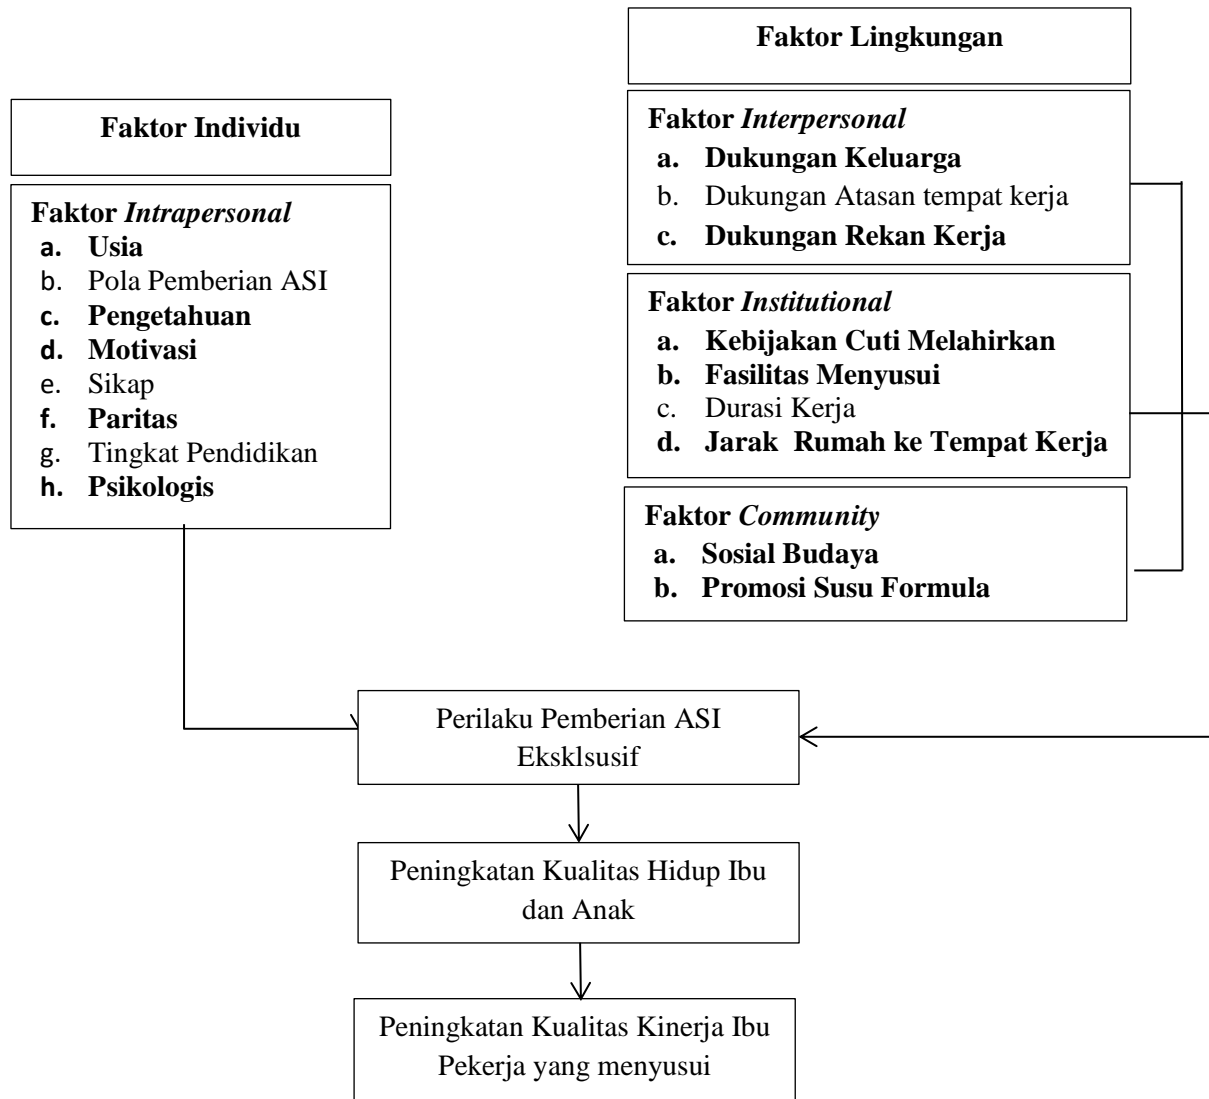 Faktor Individu
Faktor Intrapersonal
a. Usia
b. Pola Pemberian ASI
c. Pengetahuan
d. Motivasi
e. Sikap
f. Paritas
g. Tingkat Pendidikan
h. Psikologis
Faktor Lingkungan
Faktor Interpersonal
a. Dukungan Keluarga
b. Dukungan Atasan tempat kerja
c. Dukungan Rekan Kerja
Faktor Institutional
a. Kebijakan Cuti Melahirkan
b. Fasilitas Menyusui
c. Durasi Kerja
d. Jarak Rumah ke Tempat Kerja
Faktor Community
a. Sosial Budaya
b. Promosi Susu Formula
Perilaku Pemberian ASI
Eksklsusif
Peningkatan Kualitas Hidup Ibu
dan Anak
Peningkatan Kualitas Kinerja Ibu
Pekerja yang menyusui